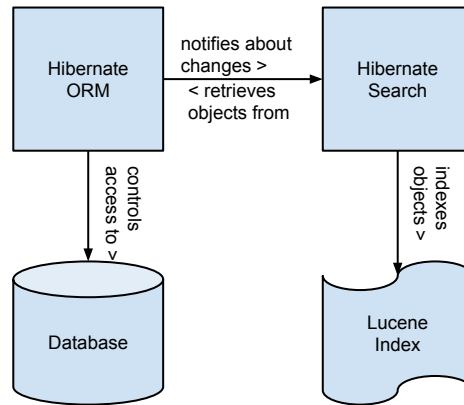 Hibernate
ORM
notifies about
changes >
< retrieves
objects from
Hibernate
Search
controls
access to >
indexes
objects >
Database
Lucene
Index